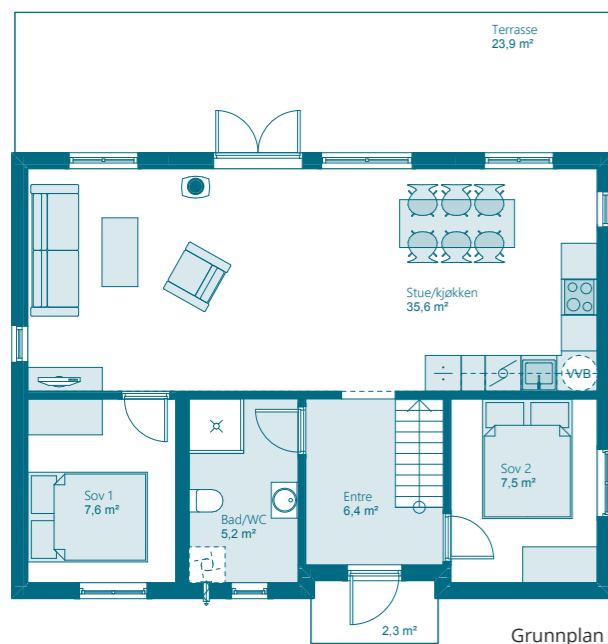 Terrasse
23,9 m²
Stue/kjøkken
35,6 m²
VVB
Sov 1
7,6 m²
Bad/WC
5,2 m²
Entre
6,4 m²
Sov 2
7,5 m²
2,3 m²
Grunnplan